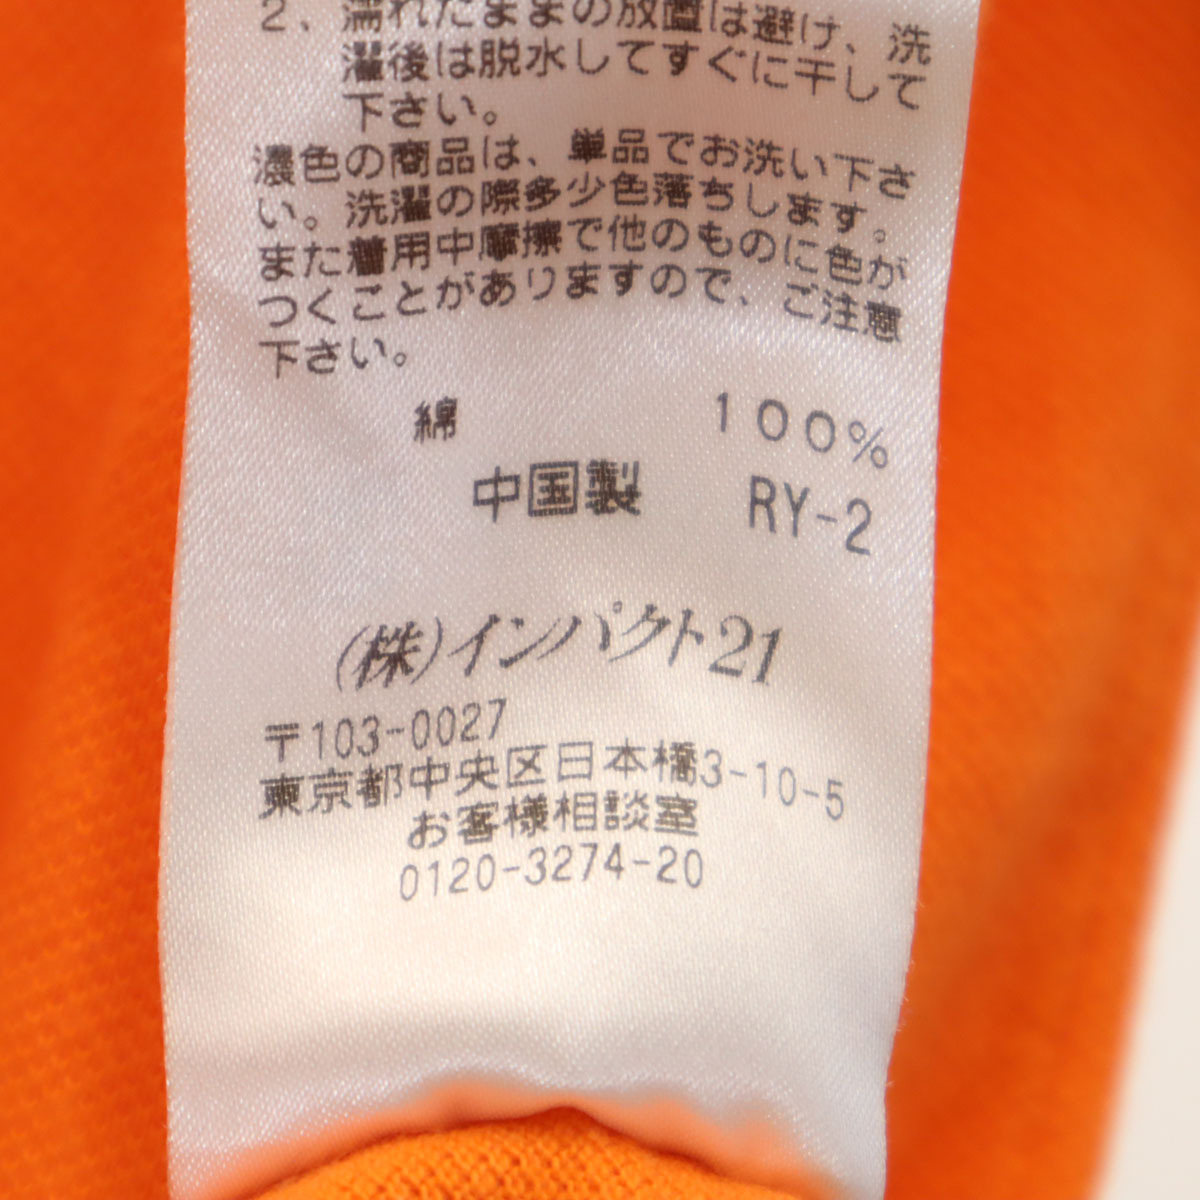 2、濡れたままの放置は避け、洗
濯後は脱水してすぐに干して
下さい。
濃色の商品は、単品でお洗い下さ
い。洗濯の際多少色落ちします。
また着用中摩擦で他のものに色が
つくことがありますので、ご注意
下さい。
綿 100%
中国製 RY-2
(株)インパクト21
〒103-0027
東京都中央区日本橋3-10-5
お客様相談室
0120-3274-20